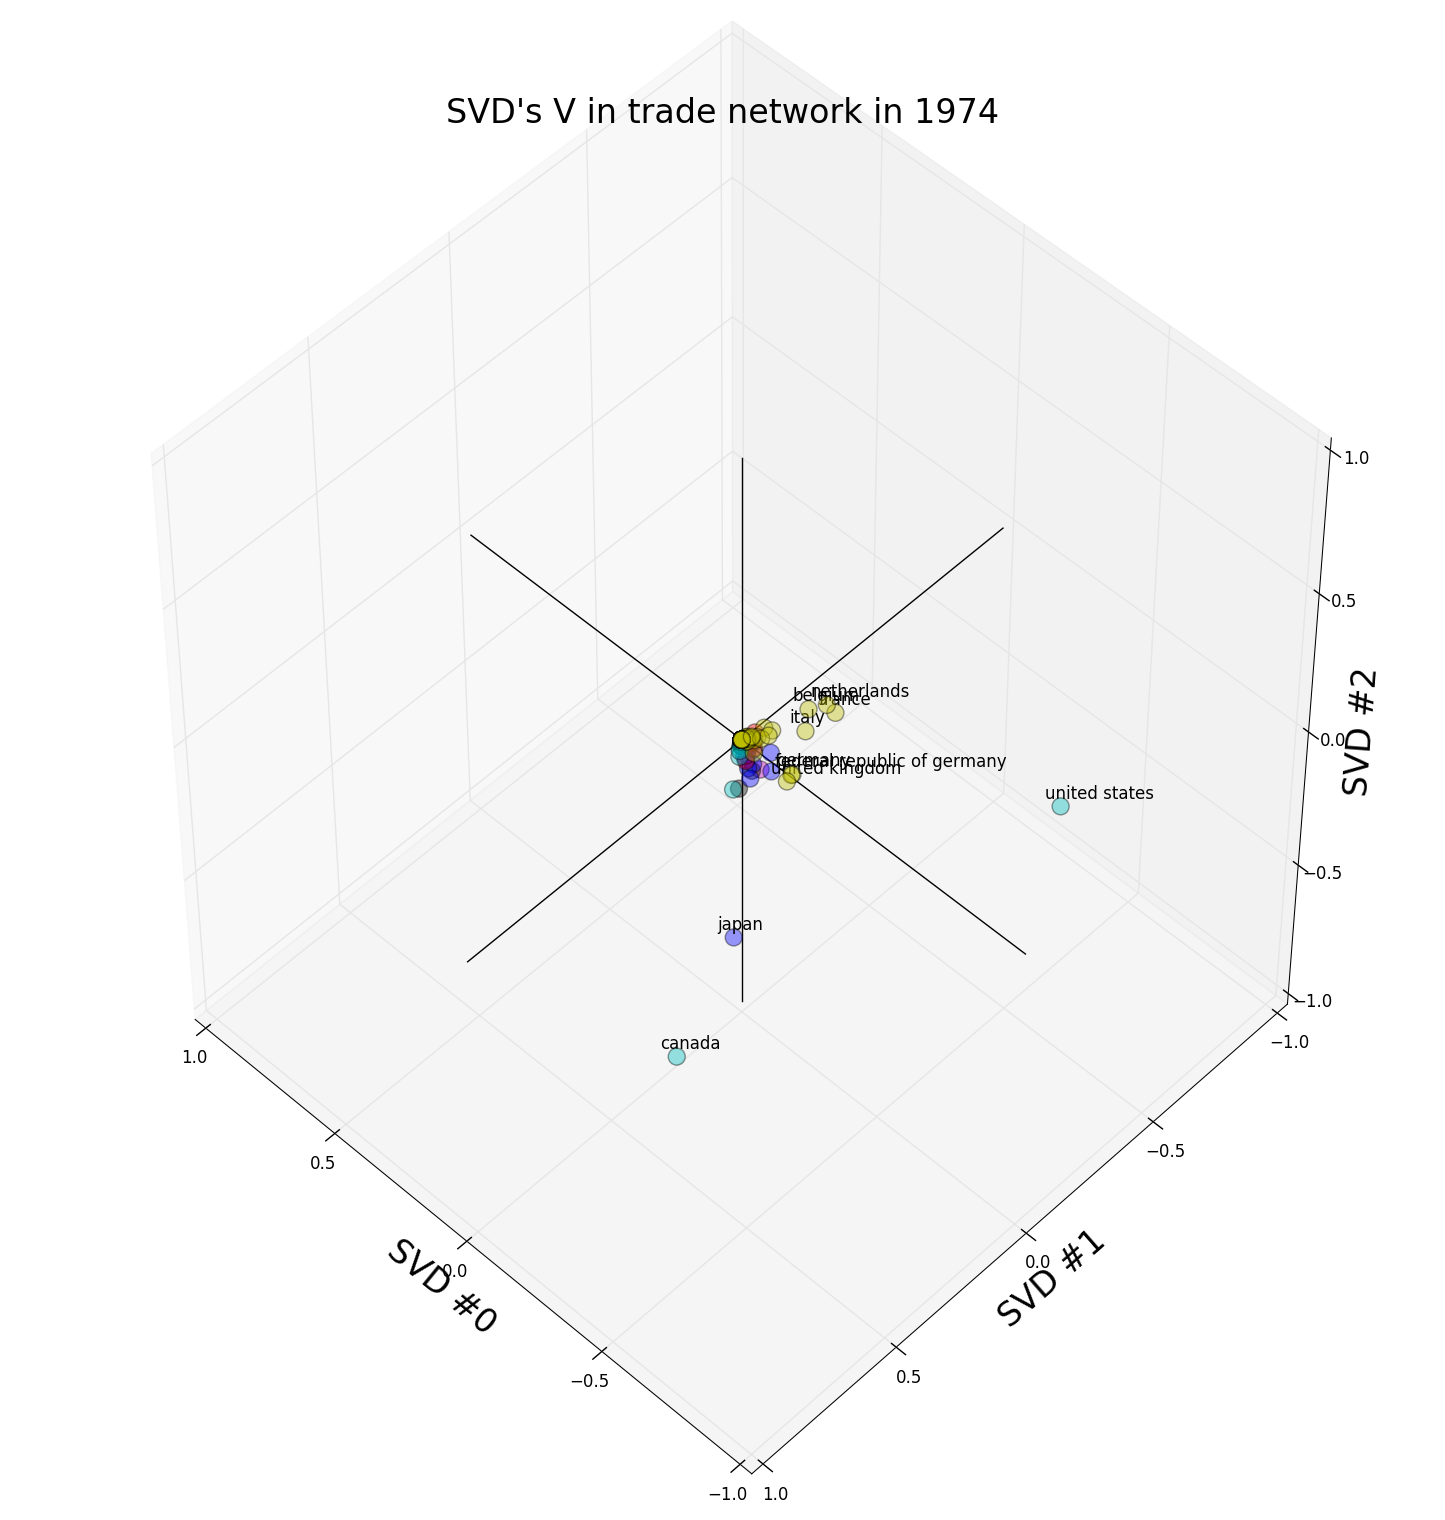 SVD's V in trade network in 1974
1.0
0.5
0.0
−0.5
−1.0
SVD #2
netherlands
belgium
france
italy
germany
federal republic of germany
united kingdom
united states
japan
canada
1.0
0.5
0.0
−0.5
−1.0
SVD #0
−1.0
−0.5
0.0
0.5
1.0
SVD #1